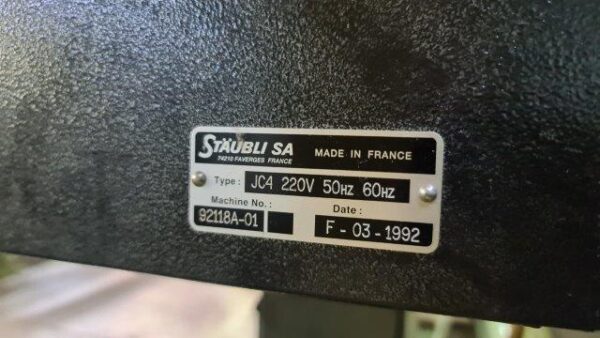 STÄUBLI SA MADE IN FRANCE
74210 FAVERGES FRANCE
Type: JC4 220V 50HZ 60HZ
Machine No.: Date:
92118A-01 F - 03 - 1992